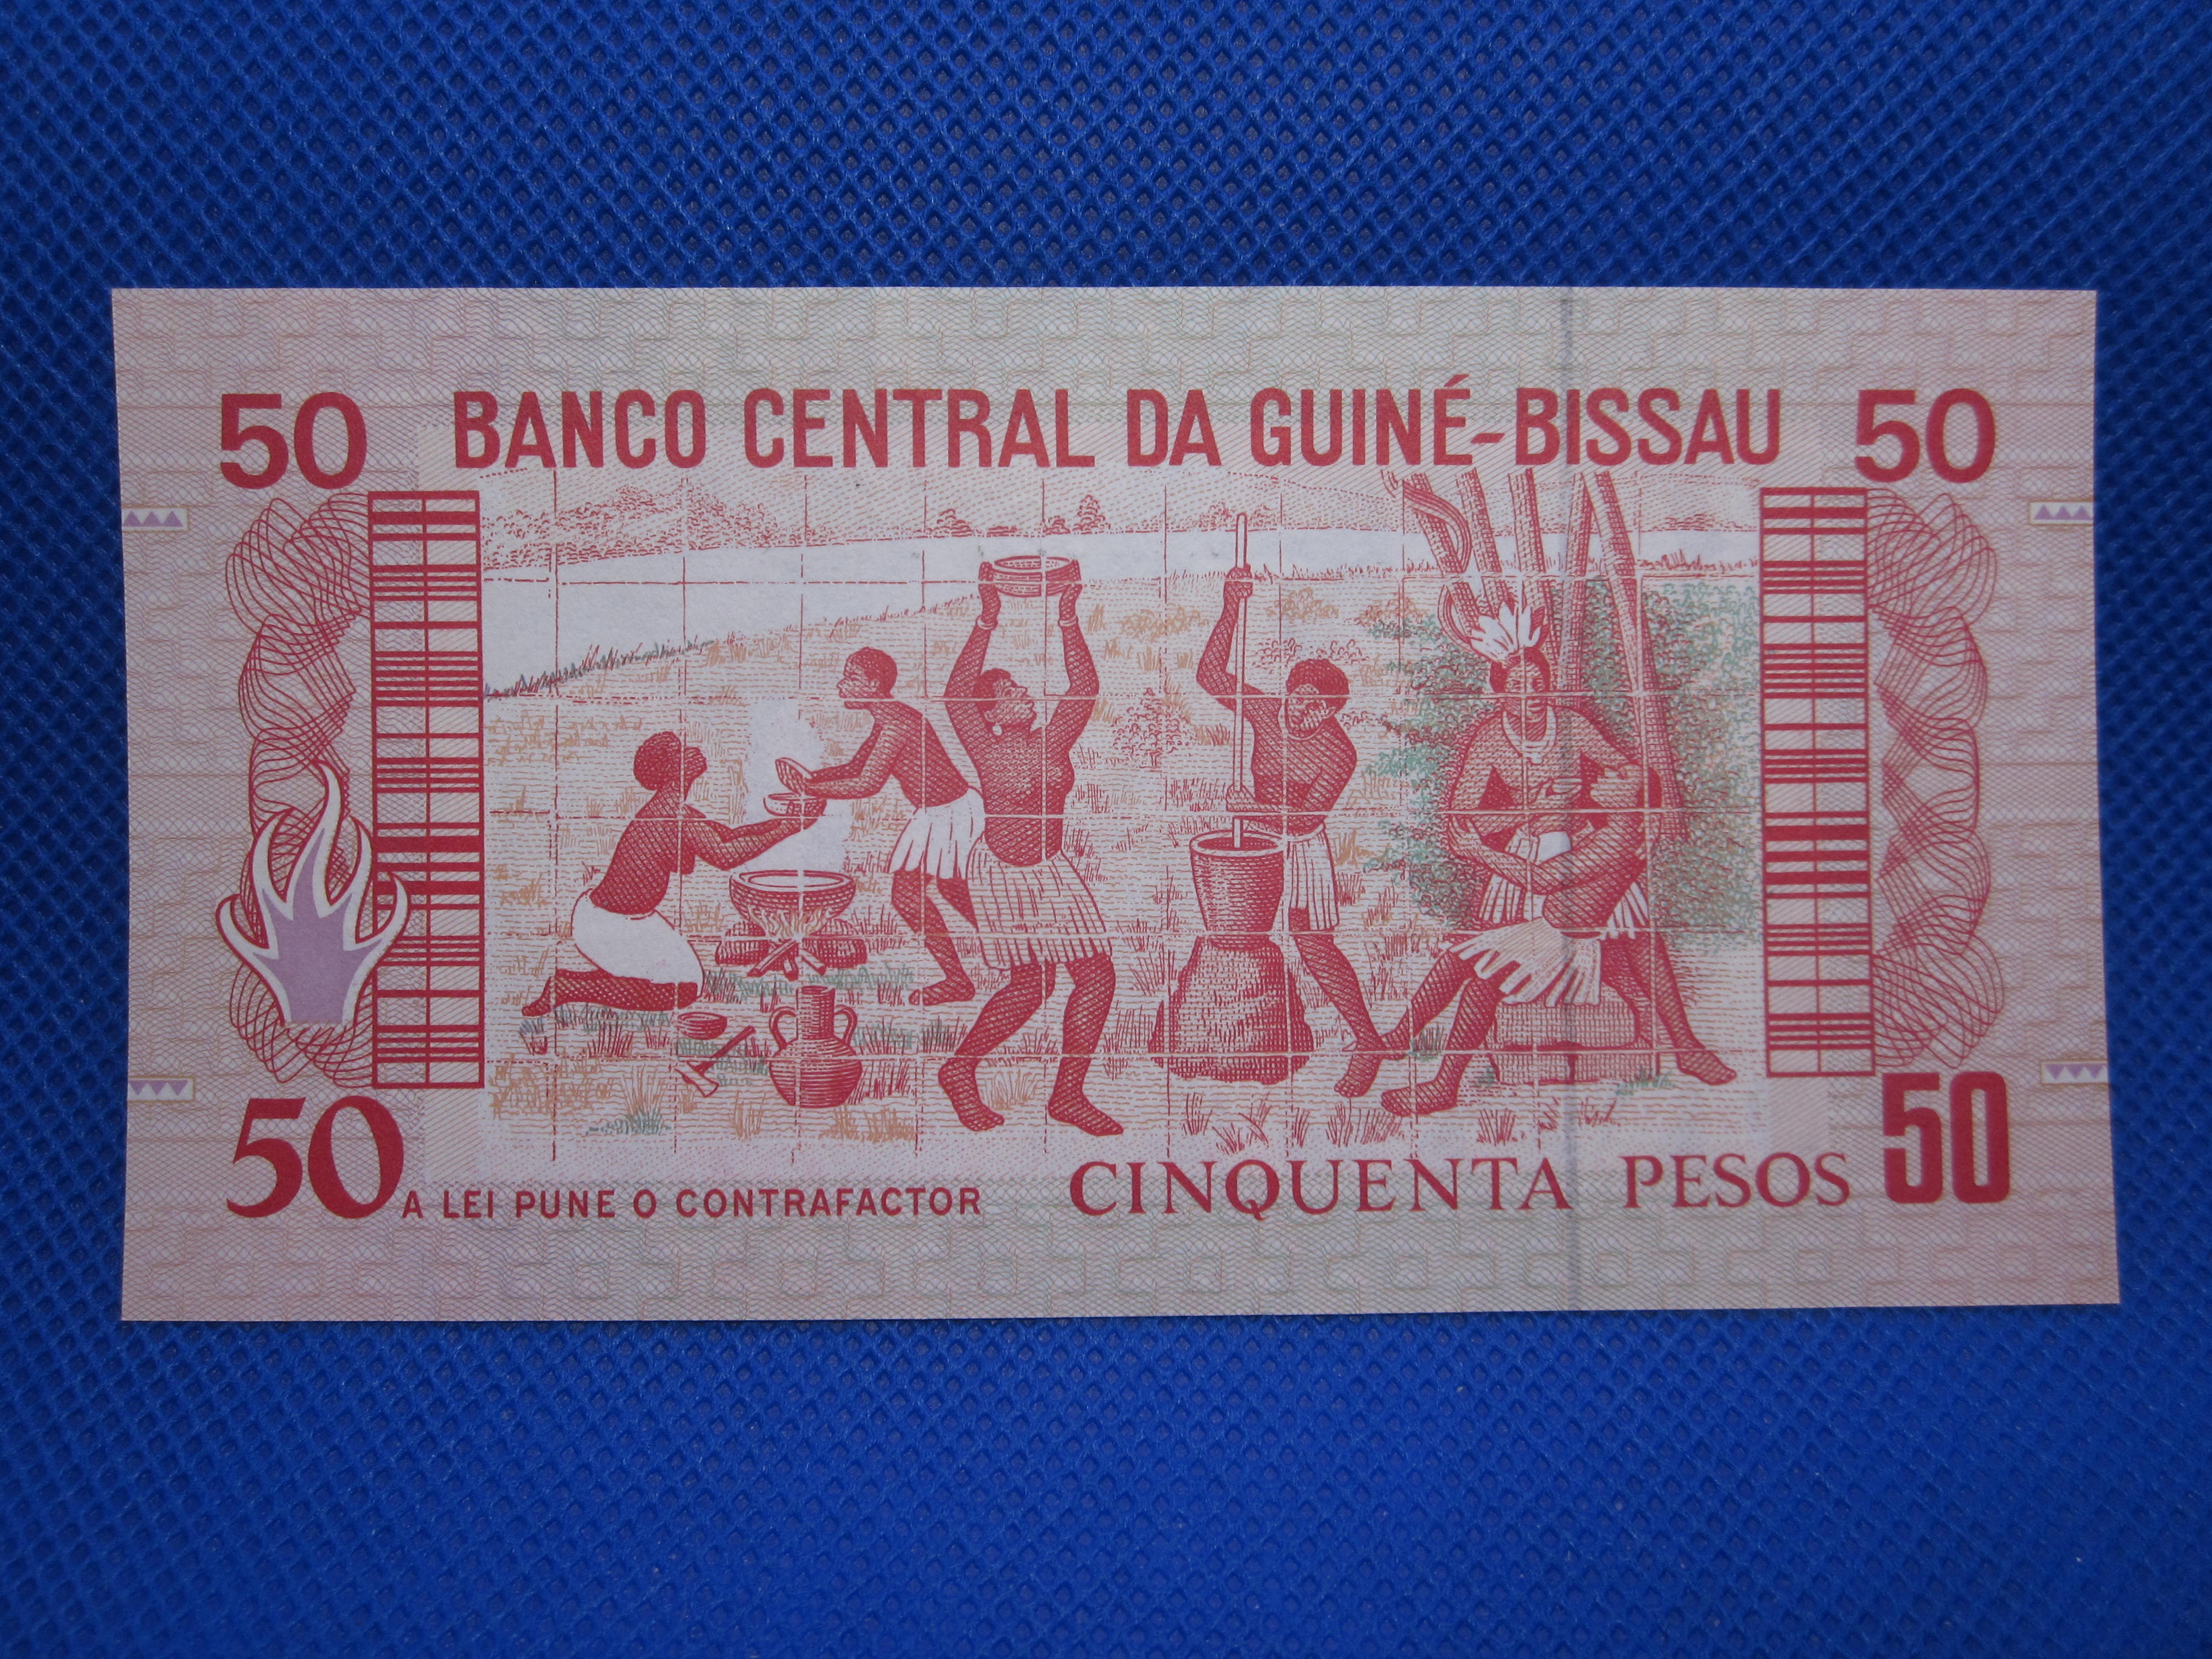 50 BANCO CENTRAL DA GUINÉ-BISSAU 50
50 A LEI PUNE O CONTRAFACTOR CINQUENTA PESOS 50